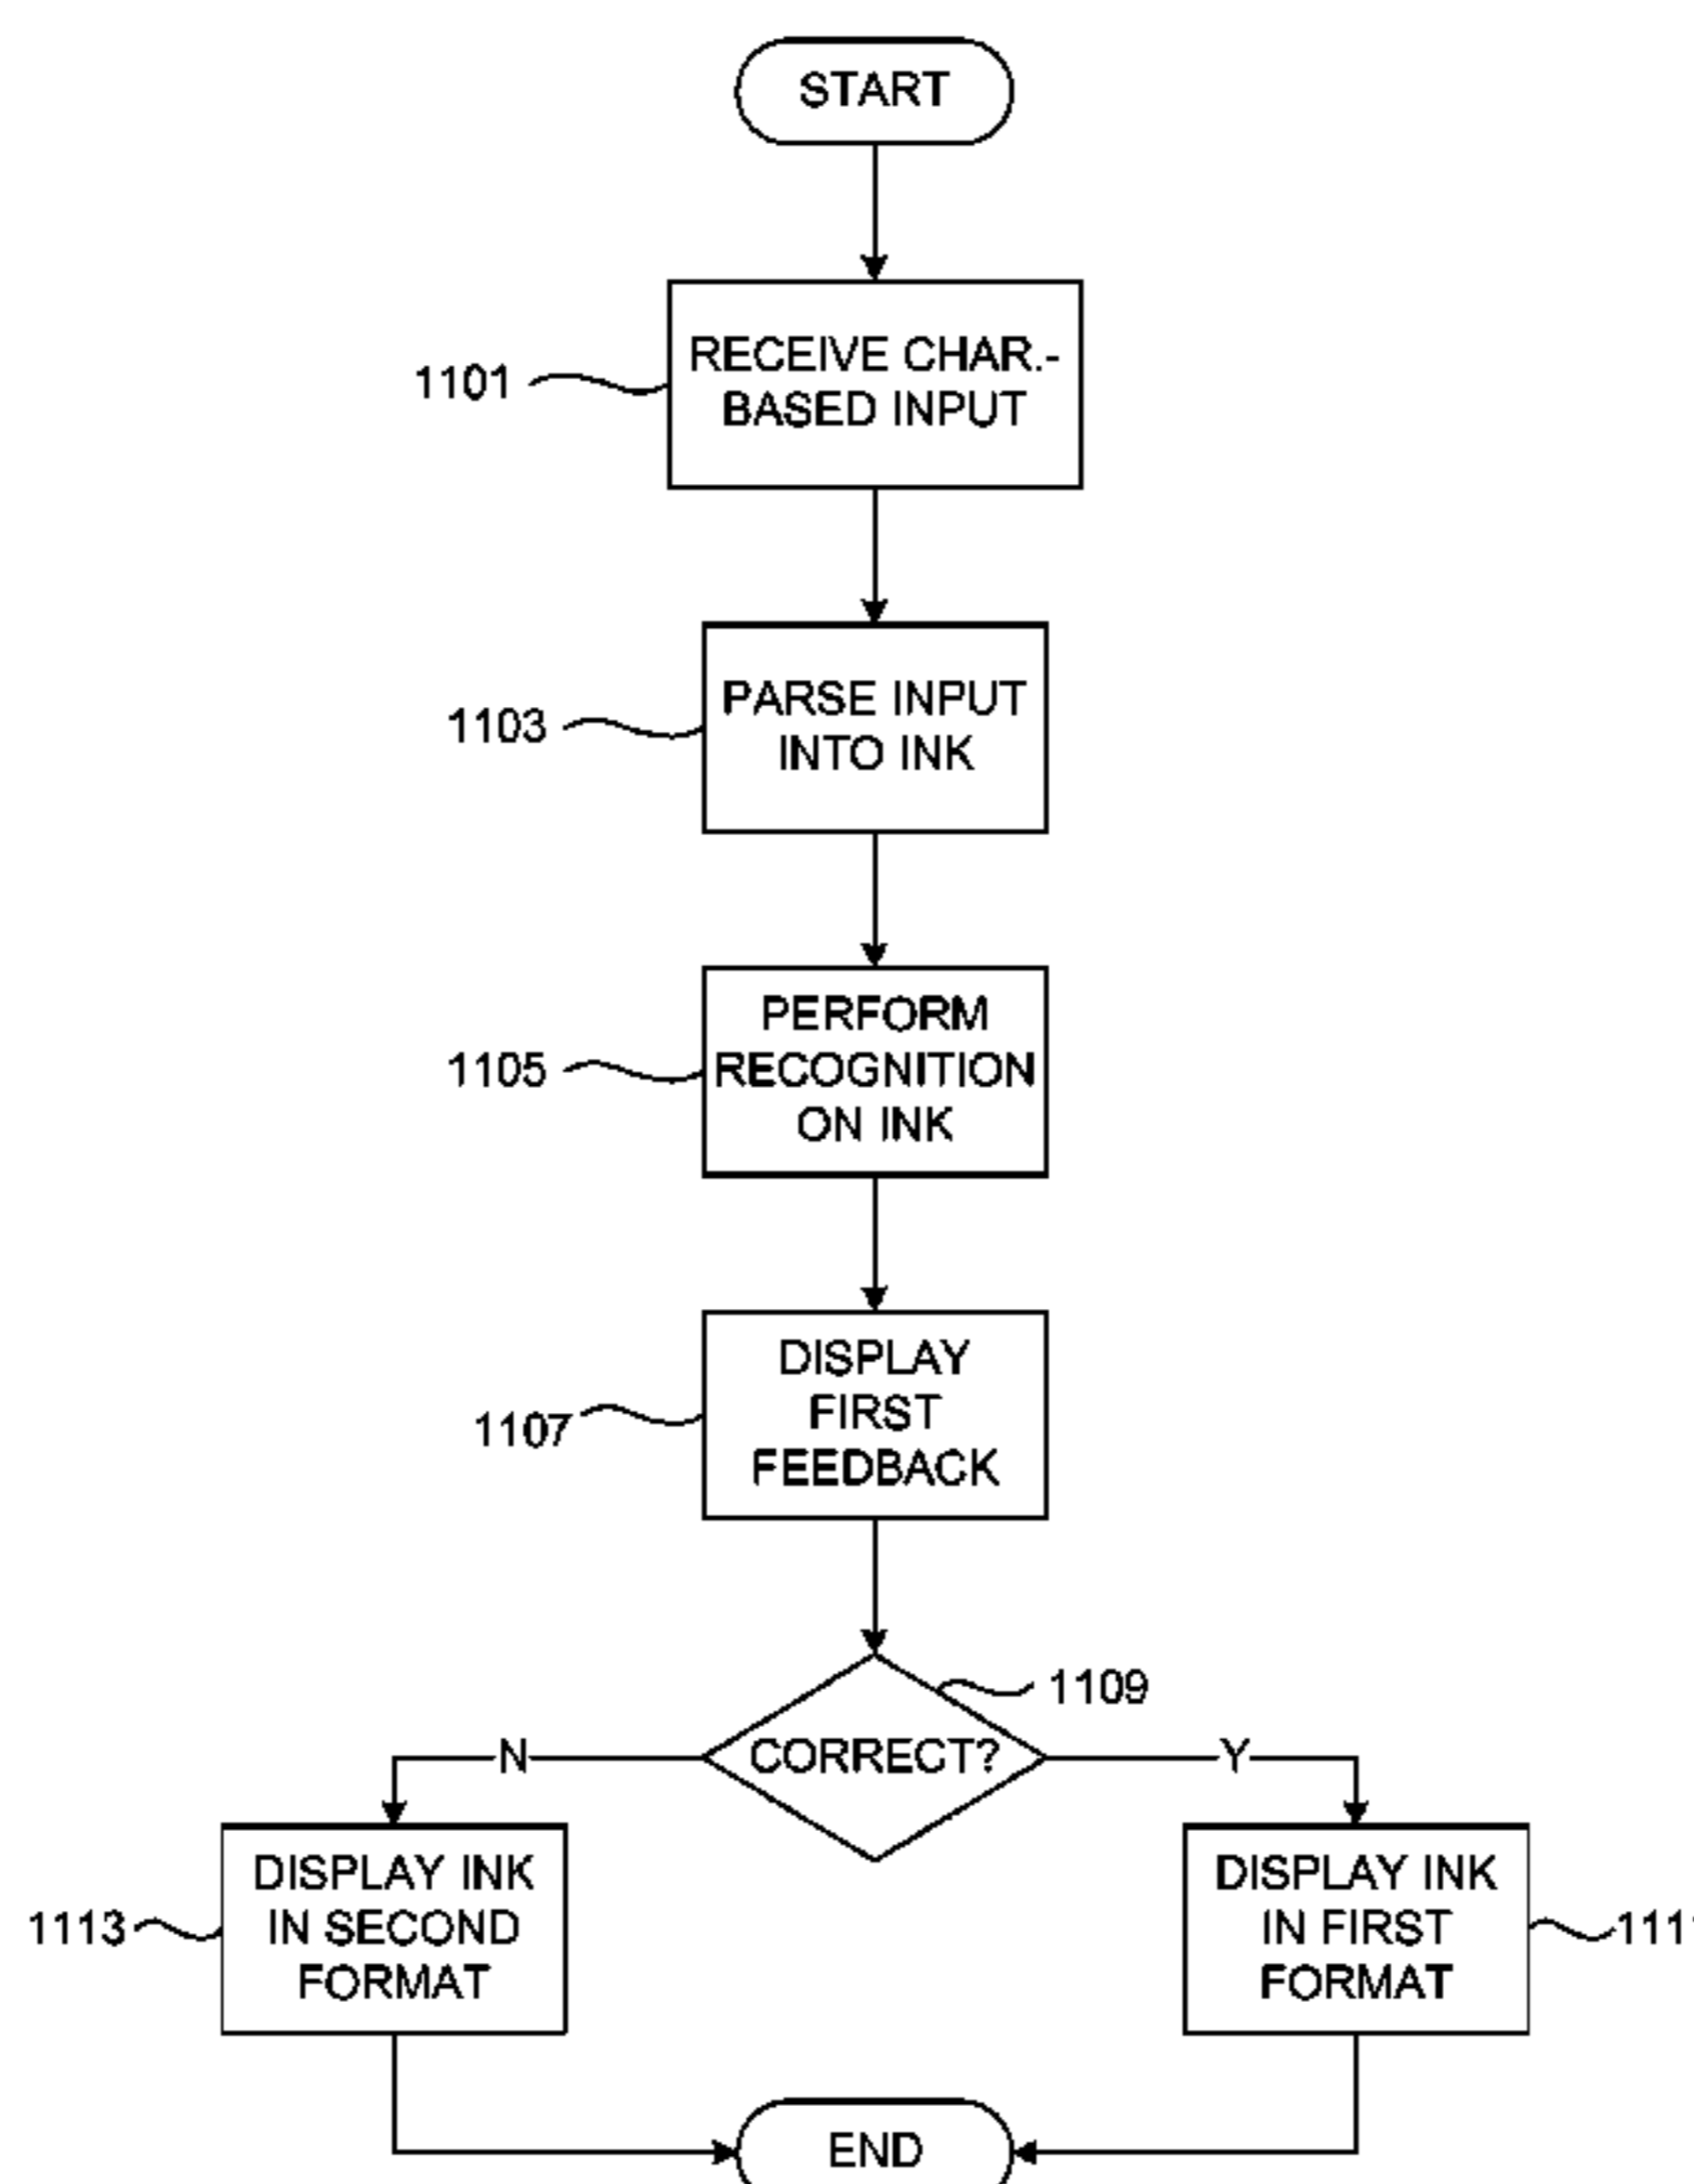 START
RECEIVE CHAR.-
BASED INPUT
1101
PARSE INPUT
INTO INK
1103
PERFORM
RECOGNITION
ON INK
1105
DISPLAY
FIRST
FEEDBACK
1107
1109
CORRECT?
N
Y
DISPLAY INK
IN SECOND
FORMAT
1113
DISPLAY INK
IN FIRST
FORMAT
1111
END